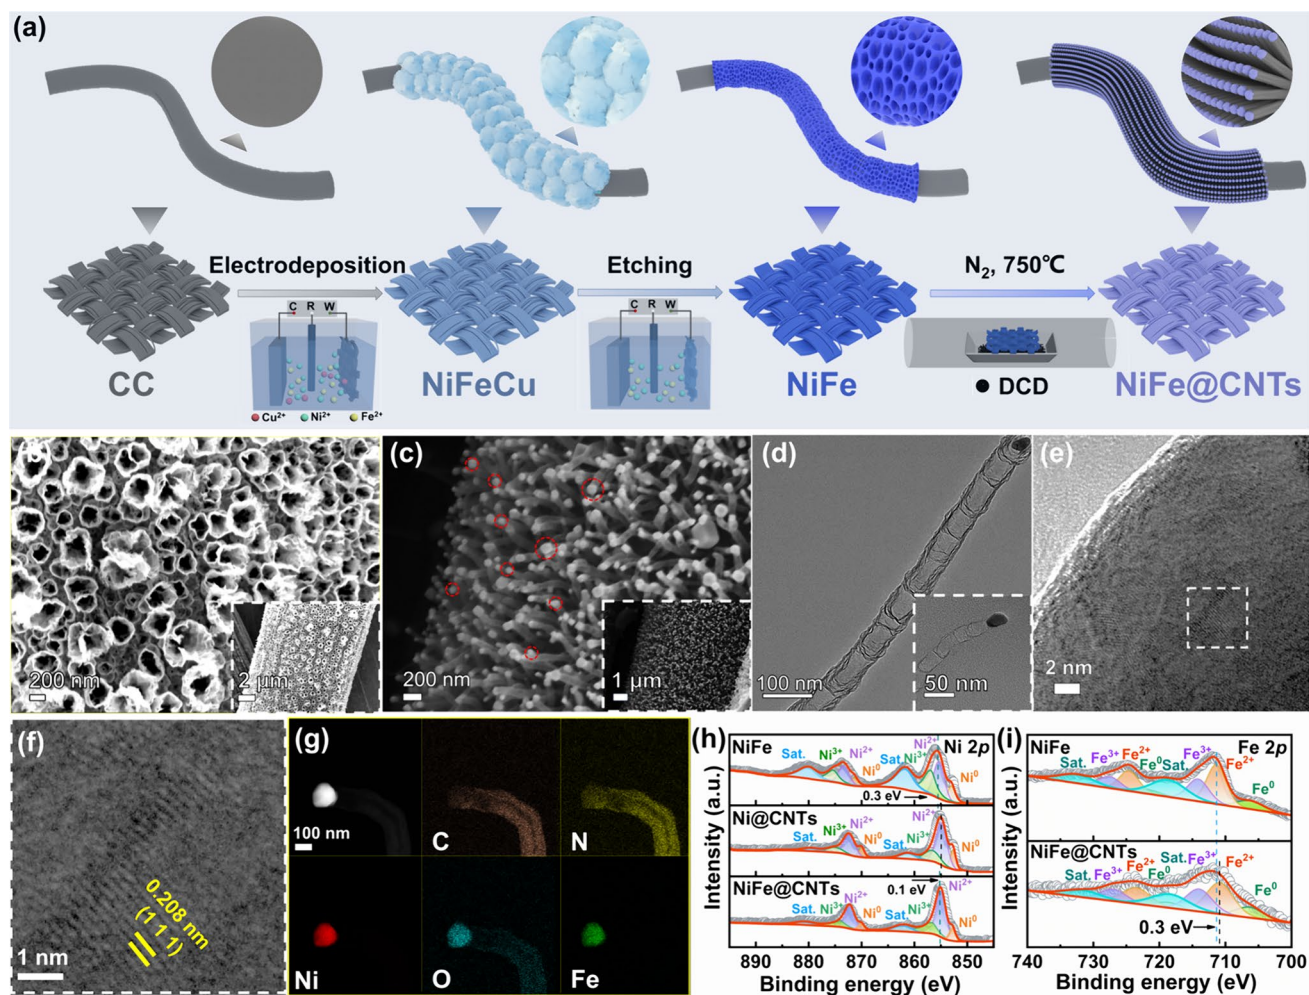 (a)
Electrodeposition
Etching
N₂, 750℃
C R W
C R W
CC
NiFeCu
NiFe
DCD
NiFe@CNTs
Cu²⁺ Ni²⁺ Fe²⁺
(b)
200 nm
2 μm
(c)
200 nm
1 μm
(d)
100 nm
50 nm
(e)
2 nm
(f)
0.208 nm
(1 1 1)
1 nm
(g)
100 nm
C
N
Ni
O
Fe
(h)
NiFe
Ni 2p
Sat. Ni³⁺ Ni²⁺ Ni⁰ Sat. Ni³⁺ Ni²⁺ Ni⁰
0.3 eV
Ni@CNTs
Sat. Ni³⁺ Ni²⁺ Ni⁰ Sat. Ni³⁺ Ni²⁺ Ni⁰
0.1 eV
NiFe@CNTs
Sat. Ni³⁺ Ni²⁺ Ni⁰ Sat. Ni³⁺ Ni²⁺ Ni⁰
Intensity (a.u.)
890 880 870 860 850
Binding energy (eV)
(i)
NiFe
Fe 2p
Sat. Fe³⁺ Fe²⁺ Fe⁰ Sat. Fe³⁺ Fe²⁺ Fe⁰
NiFe@CNTs
Sat. Fe³⁺ Fe²⁺ Fe⁰ Sat. Fe³⁺ Fe²⁺ Fe⁰
0.3 eV
Intensity (a.u.)
740 730 720 710 700
Binding energy (eV)